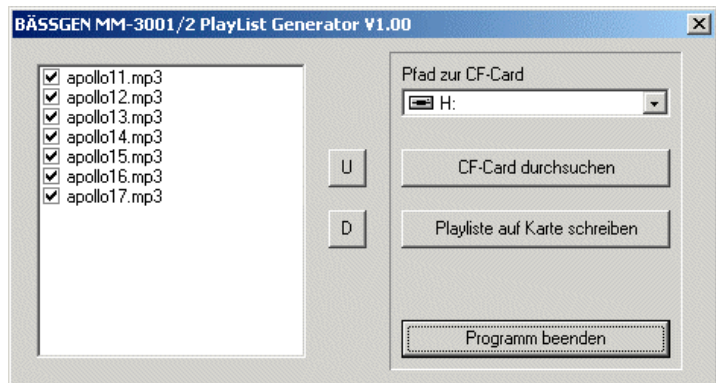 BÄSSGEN MM-3001/2 PlayList Generator V1.00
apollo11.mp3
apollo12.mp3
apollo13.mp3
apollo14.mp3
apollo15.mp3
apollo16.mp3
apollo17.mp3
U
D
Pfad zur CF-Card
H:
CF-Card durchsuchen
Playliste auf Karte schreiben
Programm beenden